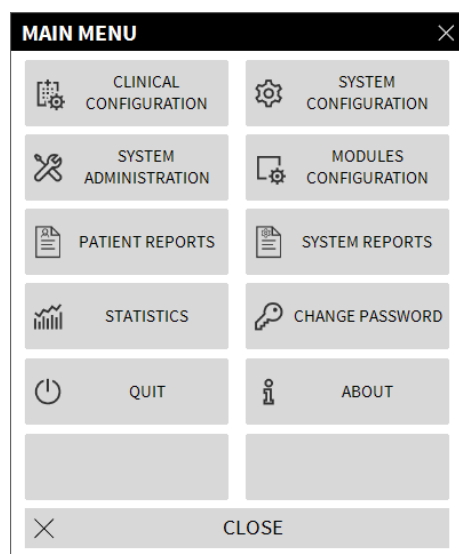 MAIN MENU
CLINICAL
CONFIGURATION
SYSTEM
CONFIGURATION
SYSTEM
ADMINISTRATION
MODULES
CONFIGURATION
PATIENT REPORTS
SYSTEM REPORTS
STATISTICS
CHANGE PASSWORD
QUIT
ABOUT
CLOSE